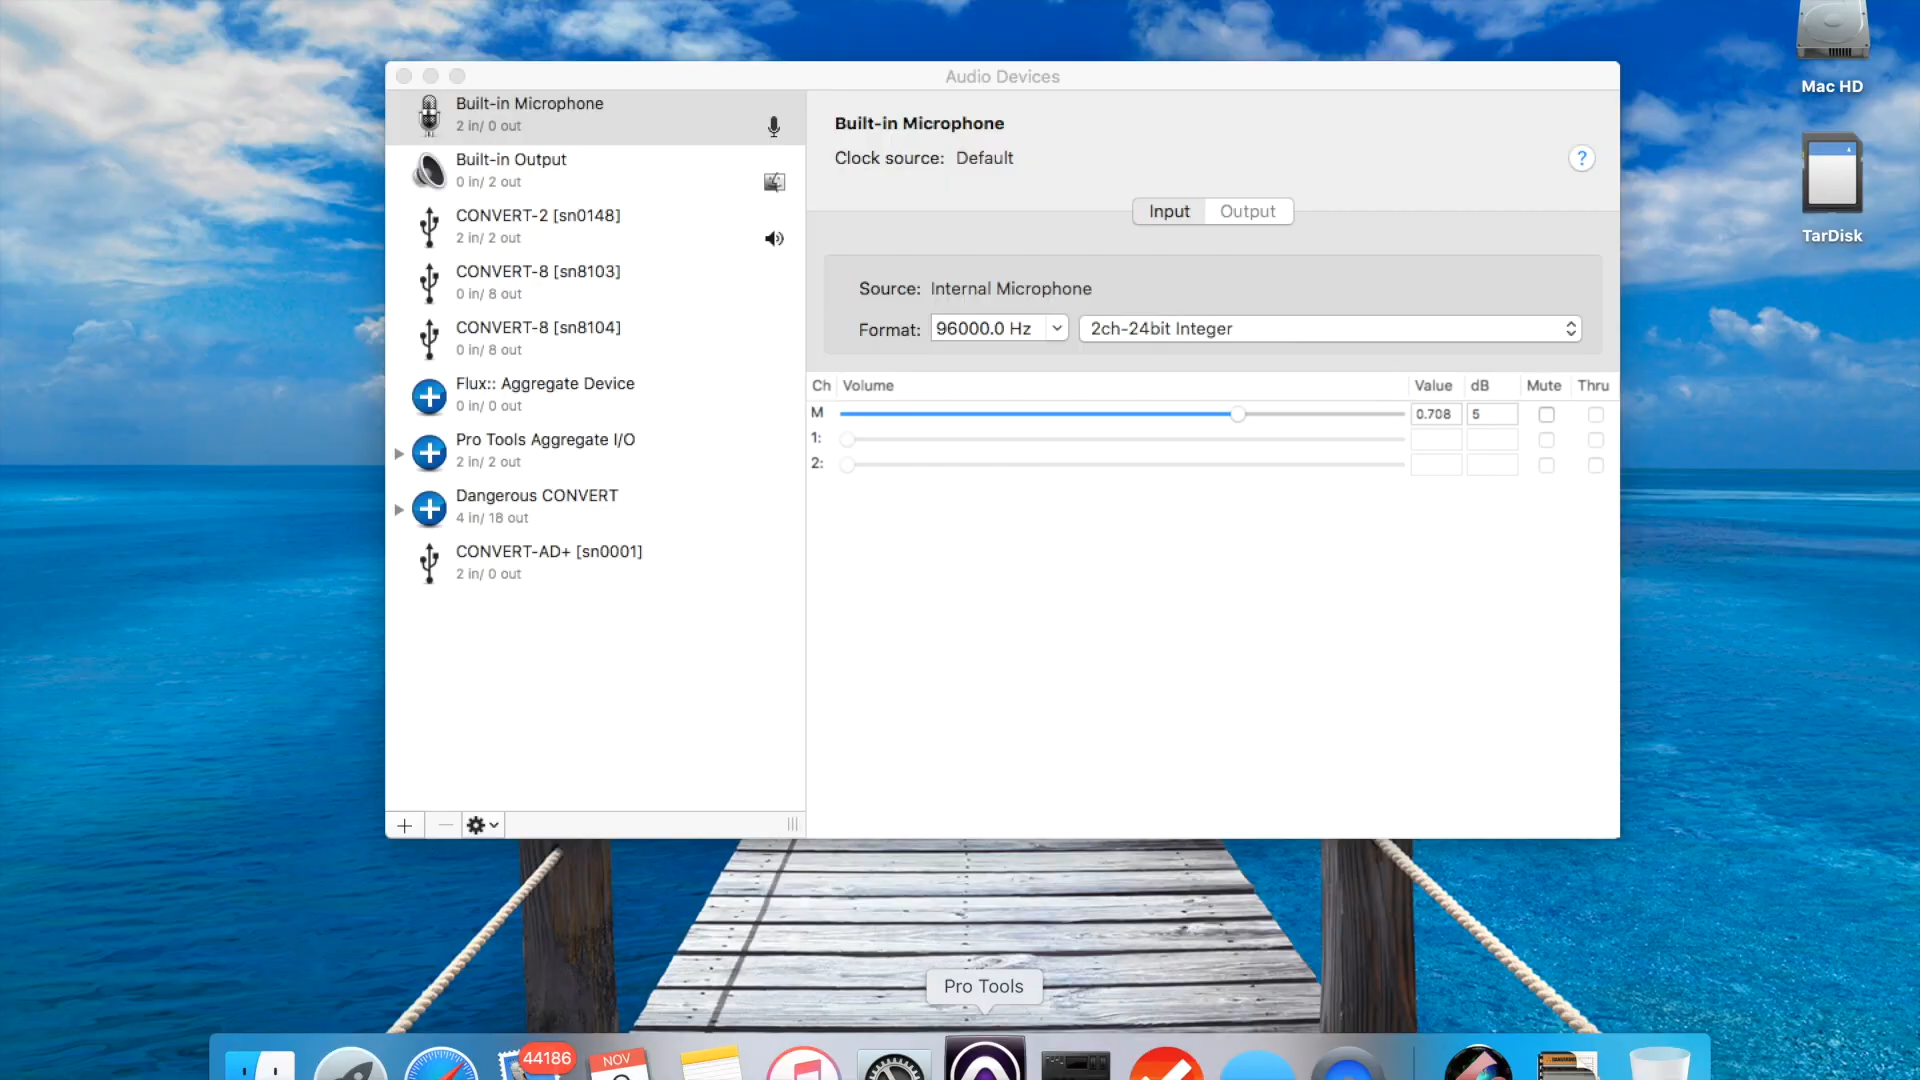 Audio Devices
Built-in Microphone
2 in/ 0 out
Built-in Output
0 in/ 2 out
CONVERT-2 [sn0148]
2 in/ 2 out
CONVERT-8 [sn8103]
0 in/ 8 out
CONVERT-8 [sn8104]
0 in/ 8 out
Flux:: Aggregate Device
0 in/ 0 out
Pro Tools Aggregate I/O
2 in/ 2 out
Dangerous CONVERT
4 in/ 18 out
CONVERT-AD+ [sn0001]
2 in/ 0 out
Built-in Microphone
Clock source: Default
?
Input Output
Source: Internal Microphone
Format: 96000.0 Hz 2ch-24bit Integer
Ch Volume Value dB Mute Thru
M 0.708 5
1:
2:
Mac HD
TarDisk
Pro Tools
44186
NOV